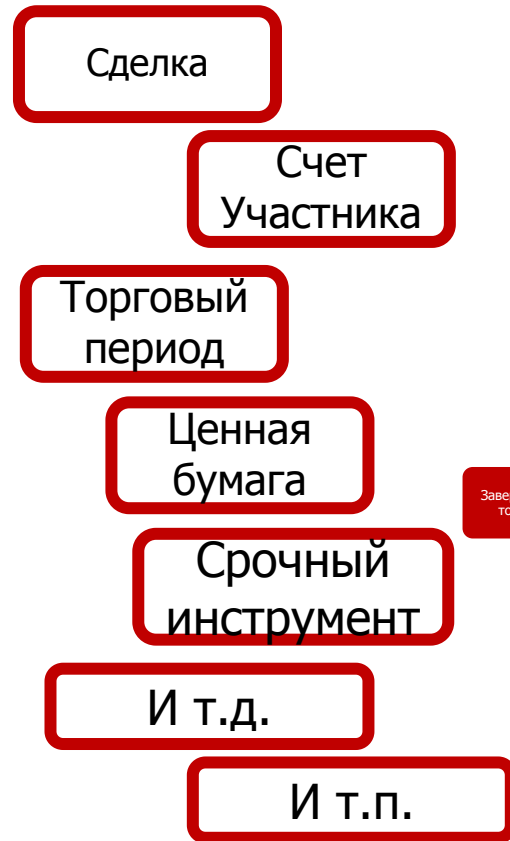 Сделка
Счет
Участника
Торговый
период
Ценная
бумага
Срочный
инструмент
И т.д.
И т.п.